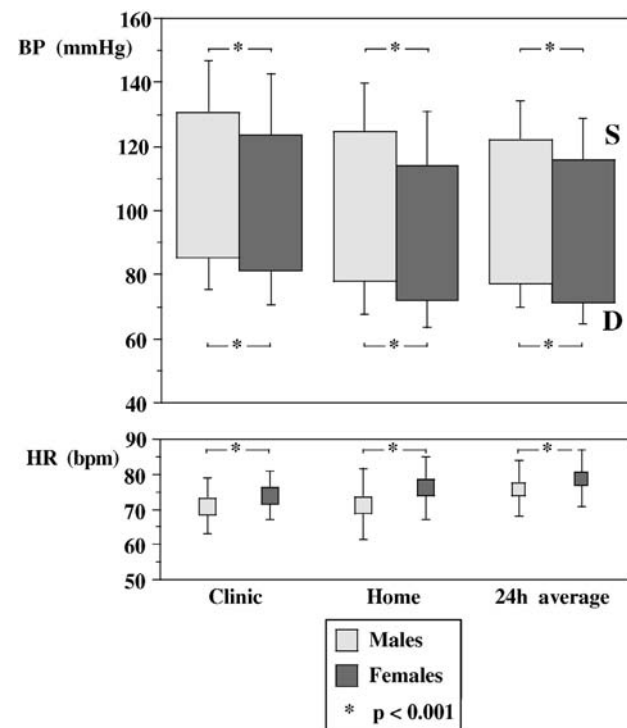 160
BP (mmHg)
140
120
100
80
60
40
* * *
S
D
* * *
HR (bpm)
90
80
70
60
50
* * *
Clinic Home 24h average
Males
Females
* p < 0.001